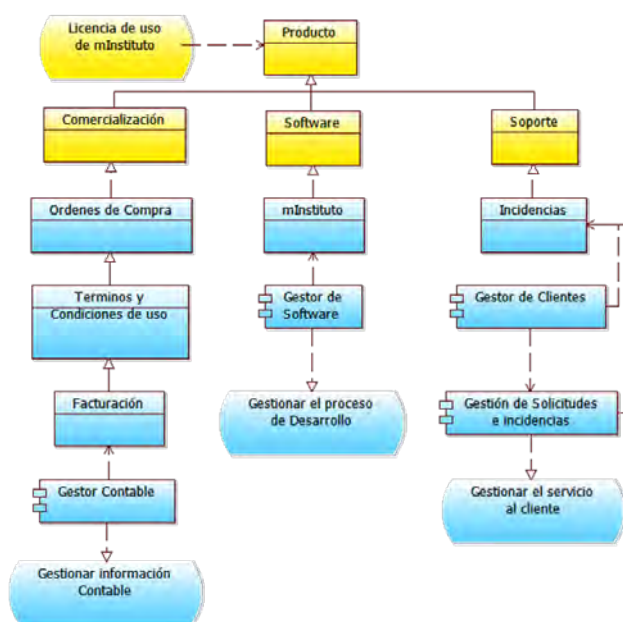 Licencia de uso
de mInstituto
Producto
Comercialización
Software
Soporte
Ordenes de Compra
mInstituto
Incidencias
Terminos y
Condiciones de uso
Gestor de
Software
Gestor de Clientes
Facturación
Gestionar el proceso
de Desarrollo
Gestión de Solicitudes
e incidencias
Gestor Contable
Gestionar el servicio
al cliente
Gestionar información
Contable